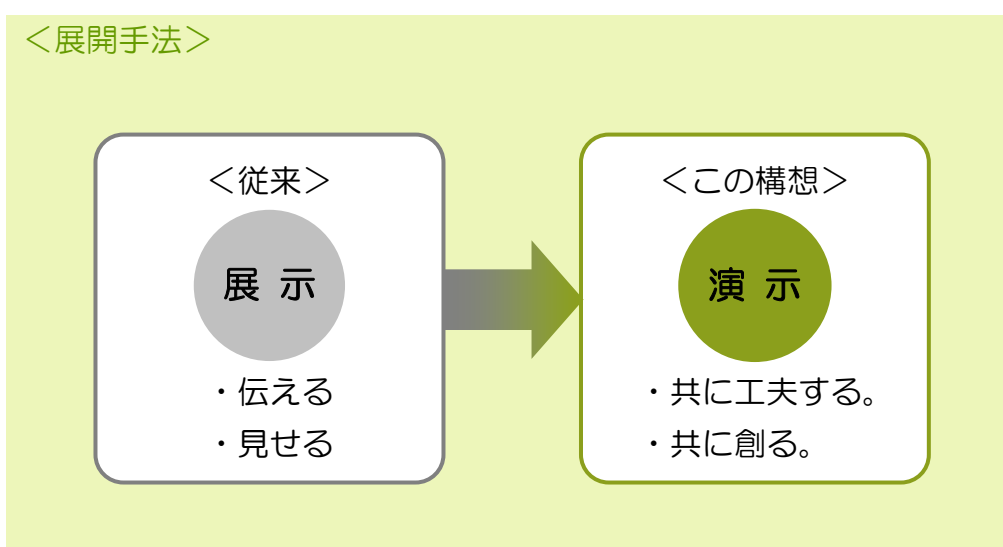 ＜展開手法＞
＜従来＞
展 示
・伝える
・見せる
＜この構想＞
演 示
・共に工夫する。
・共に創る。